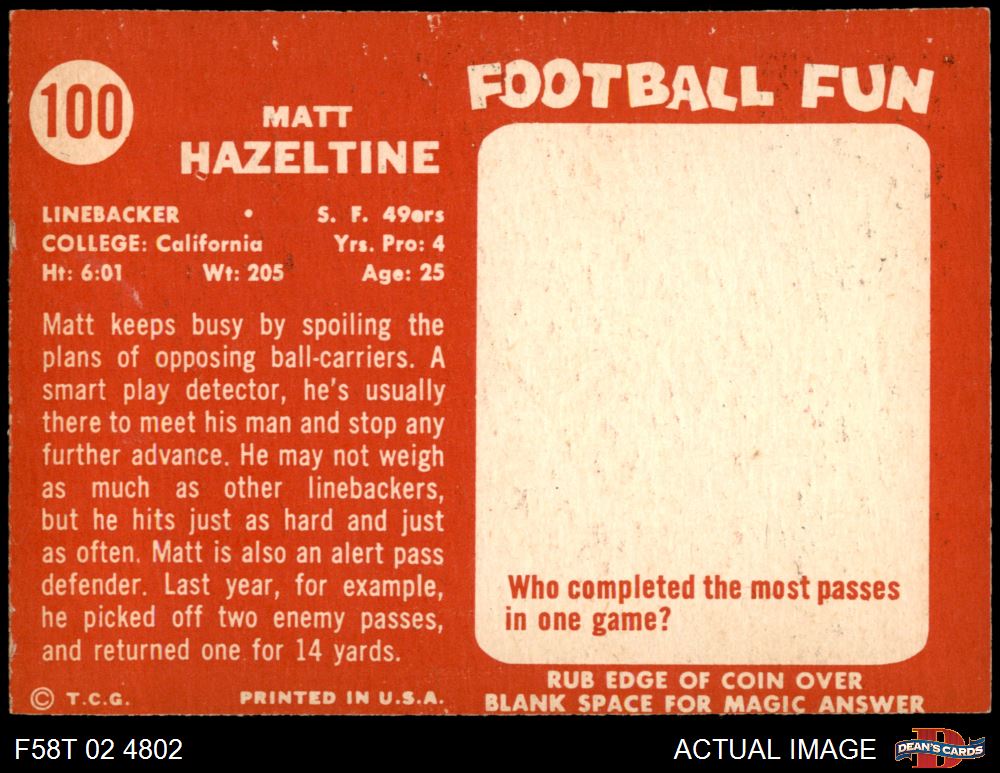 100
MATT
HAZELTINE
LINEBACKER • S. F. 49ers
COLLEGE: California Yrs. Pro: 4
Ht: 6:01 Wt: 205 Age: 25
Matt keeps busy by spoiling the
plans of opposing ball-carriers. A
smart play detector, he's usually
there to meet his man and stop any
further advance. He may not weigh
as much as other linebackers,
but he hits just as hard and just
as often. Matt is also an alert pass
defender. Last year, for example,
he picked off two enemy passes,
and returned one for 14 yards.
© T.C.G. PRINTED IN U.S.A.
FOOTBALL FUN
Who completed the most passes
in one game?
RUB EDGE OF COIN OVER
BLANK SPACE FOR MAGIC ANSWER
F58T 02 4802
ACTUAL IMAGE
D
DEAN'S CARDS